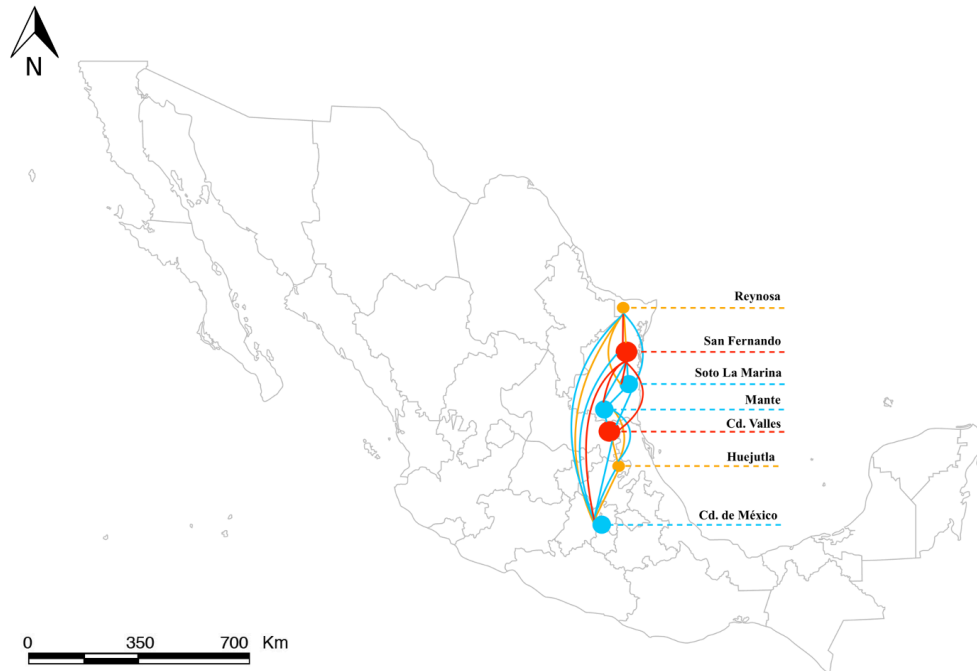 N
Reynosa
San Fernando
Soto La Marina
Mante
Cd. Valles
Huejutla
Cd. de México
0 350 700 Km